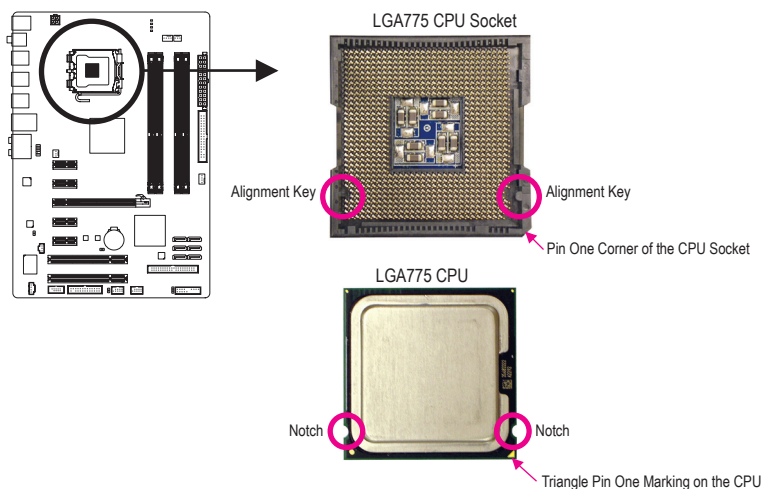 LGA775 CPU Socket
Alignment Key
Alignment Key
Pin One Corner of the CPU Socket
LGA775 CPU
Notch
Notch
Triangle Pin One Marking on the CPU